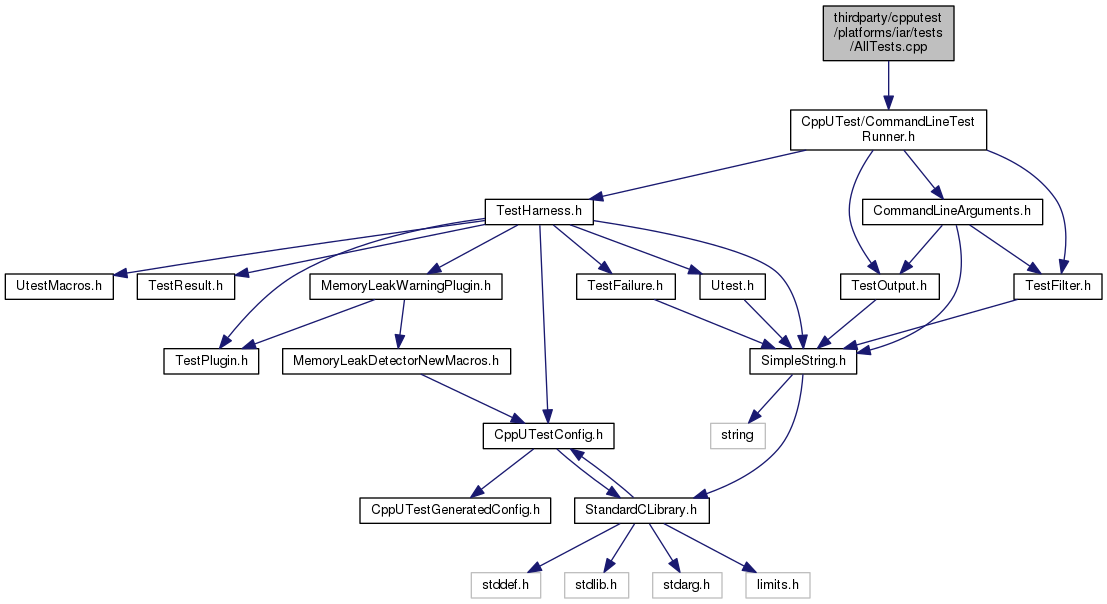 thirdparty/cpputest
/platforms/iar/tests
/AllTests.cpp
CppUTest/CommandLineTest
Runner.h
TestHarness.h
CommandLineArguments.h
UtestMacros.h
TestResult.h
MemoryLeakWarningPlugin.h
TestFailure.h
Utest.h
TestOutput.h
TestFilter.h
TestPlugin.h
MemoryLeakDetectorNewMacros.h
SimpleString.h
CppUTestConfig.h
string
CppUTestGeneratedConfig.h
StandardCLibrary.h
stddef.h
stdlib.h
stdarg.h
limits.h